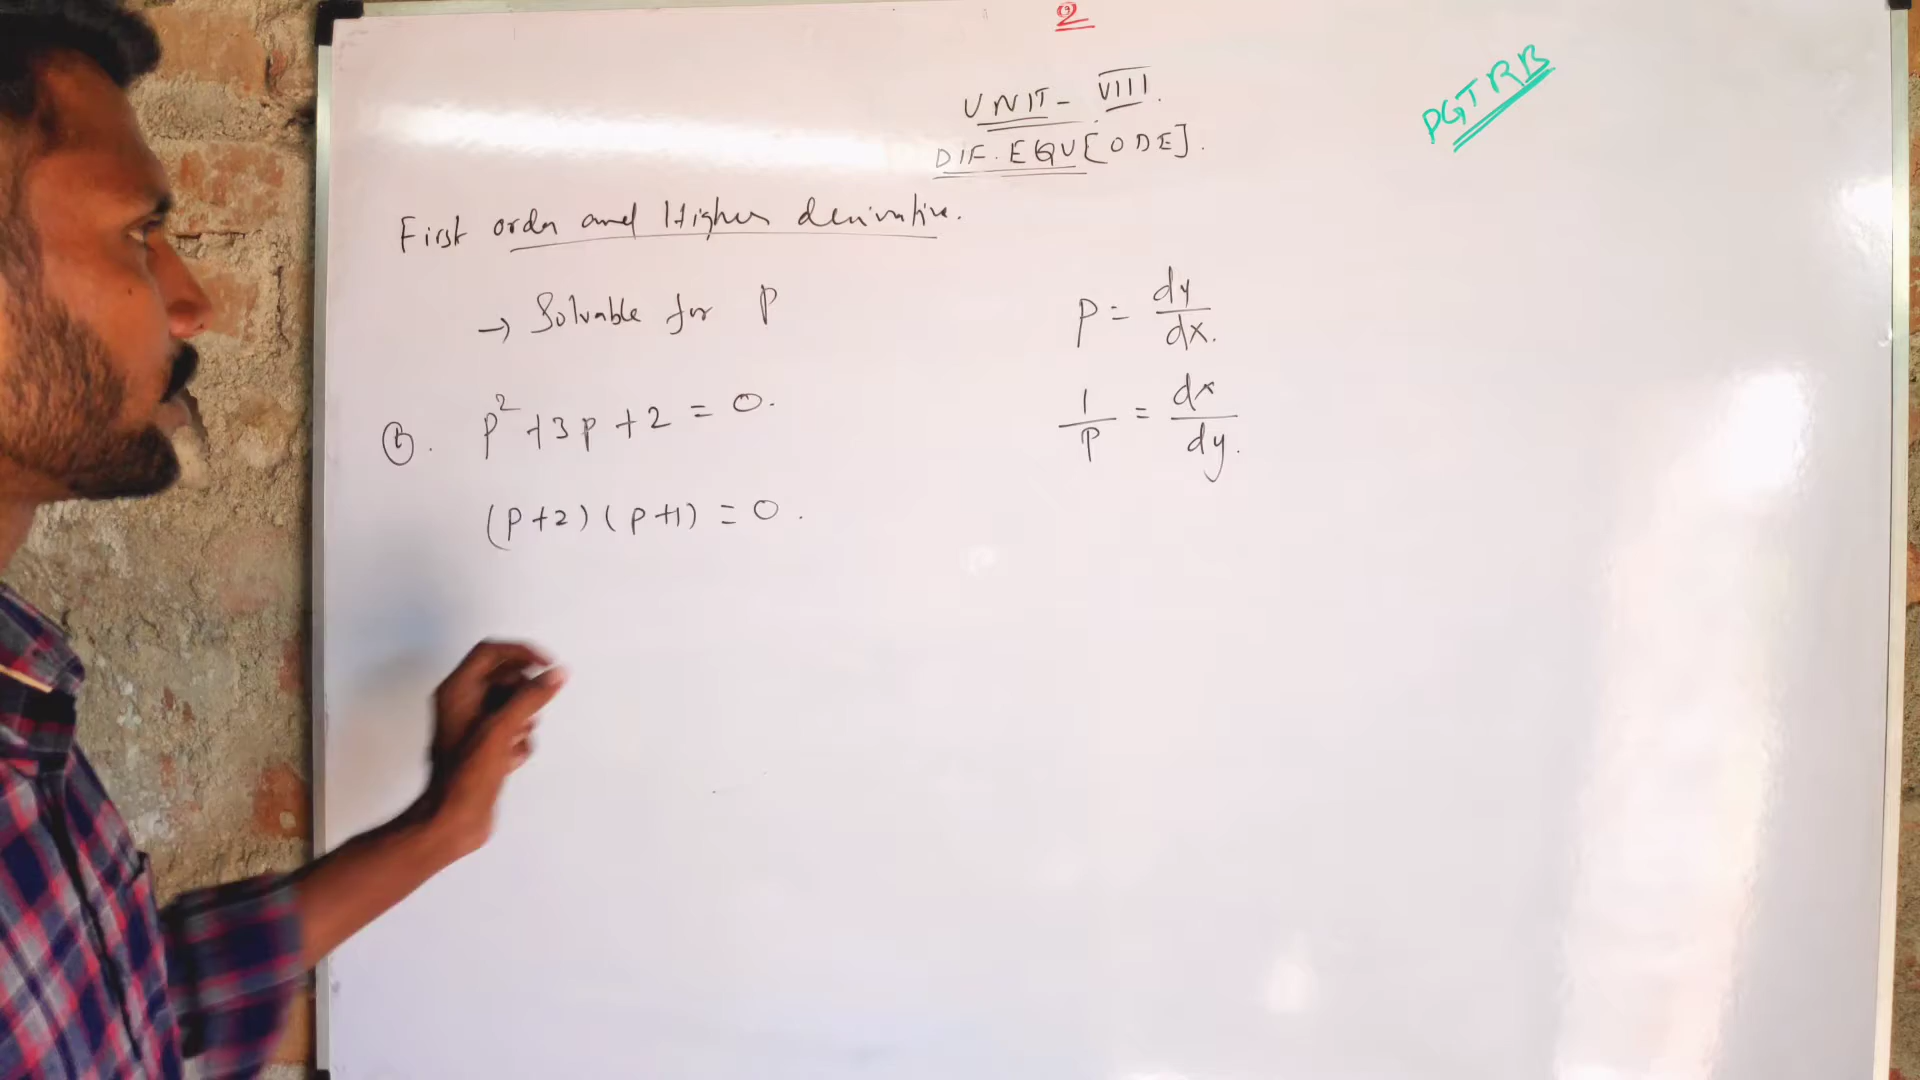 2
UNIT - VIII.
PGTRB
DIF. EQU [ODE].
First order and Higher derivative.
→ Solvable for p
p = dy/dx.
1/p = dx/dy.
①. p² + 3p + 2 = 0.
(p+2)(p+1) = 0.